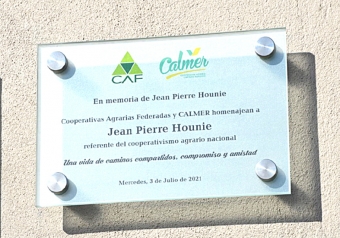 CAF
Calmer
En memoria de Jean Pierre Hounie
Cooperativas Agrarias Federadas y CALMER homenajean a
Jean Pierre Hounie
referente del cooperativismo agrario nacional
Una vida de caminos compartidos, compromiso y amistad
Mercedes, 3 de Julio de 2021